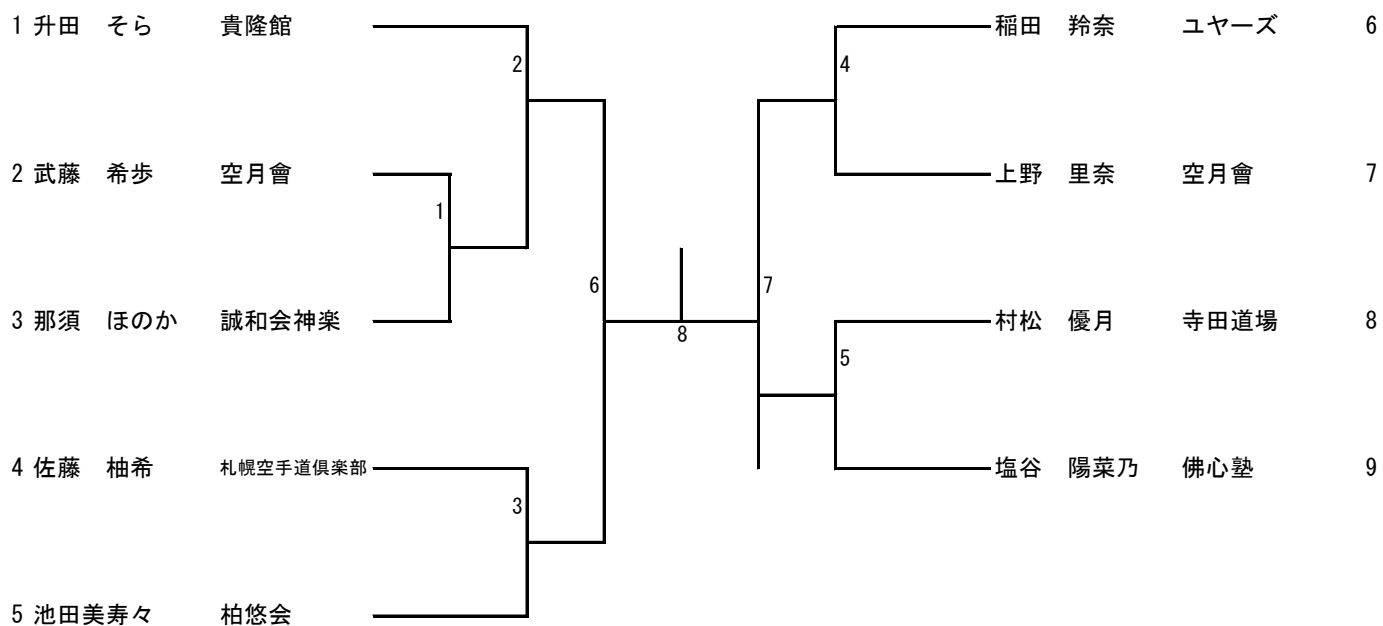 1 升田　そら　貴隆館
2 武藤　希歩　空月會
3 那須　ほのか　誠和会神楽
4 佐藤　柚希　札幌空手道倶楽部
5 池田美寿々　柏悠会
2
1
6
3
8
7
4
5
稲田　羚奈　ユヤーズ　6
上野　里奈　空月會　7
村松　優月　寺田道場　8
塩谷　陽菜乃　佛心塾　9